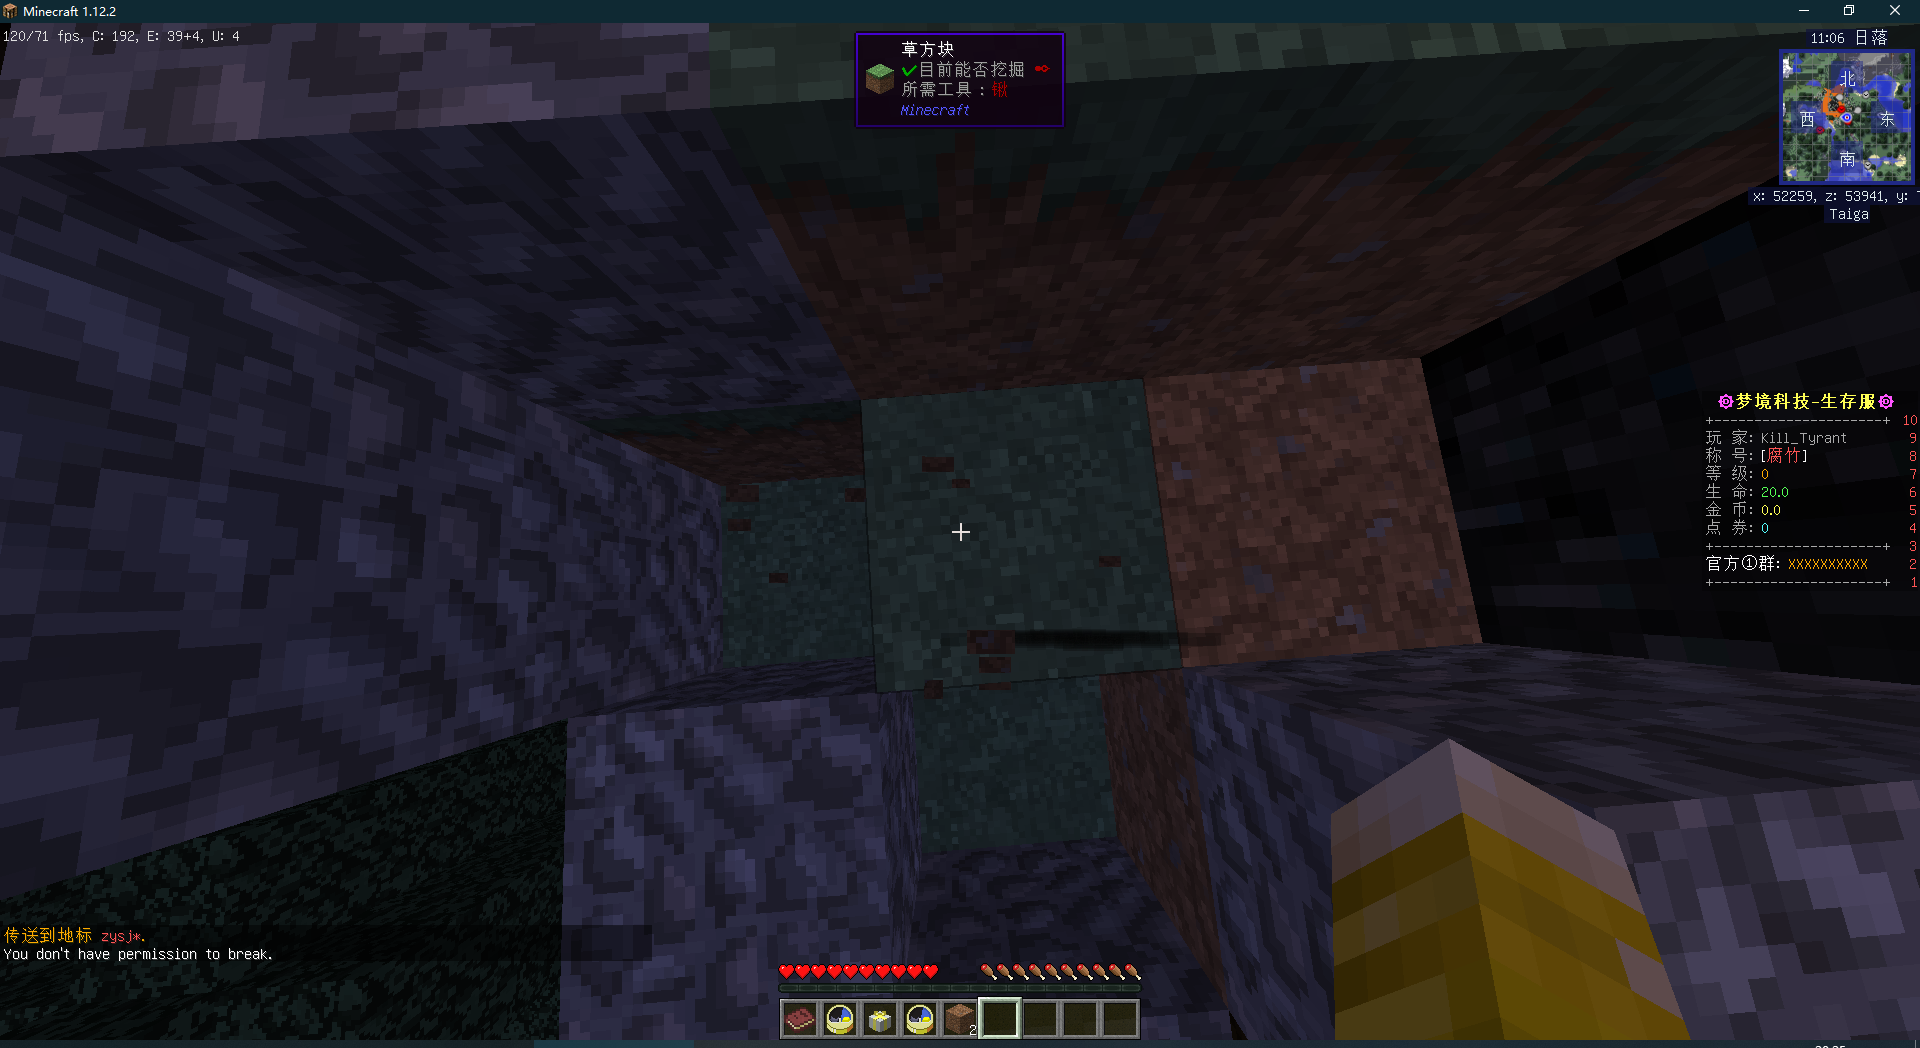 Minecraft 1.12.2
120/71 fps, C: 192, E: 39+4, U: 4
草方块
目前能否挖掘
所需工具：锹
Minecraft
11:06 日落
北
西
东
南
x: 52259, z: 53941, y:
Taiga
梦境科技-生存服
+---------------------+ 10
玩 家: Kill_Tyrant 9
称 号: [腐竹] 8
等 级: 0 7
生 命: 20.0 6
金 币: 0.0 5
点 券: 0 4
+---------------------+ 3
官方①群: XXXXXXXXXX 2
+---------------------+ 1
传送到地标 zysj*.
You don't have permission to break.
2